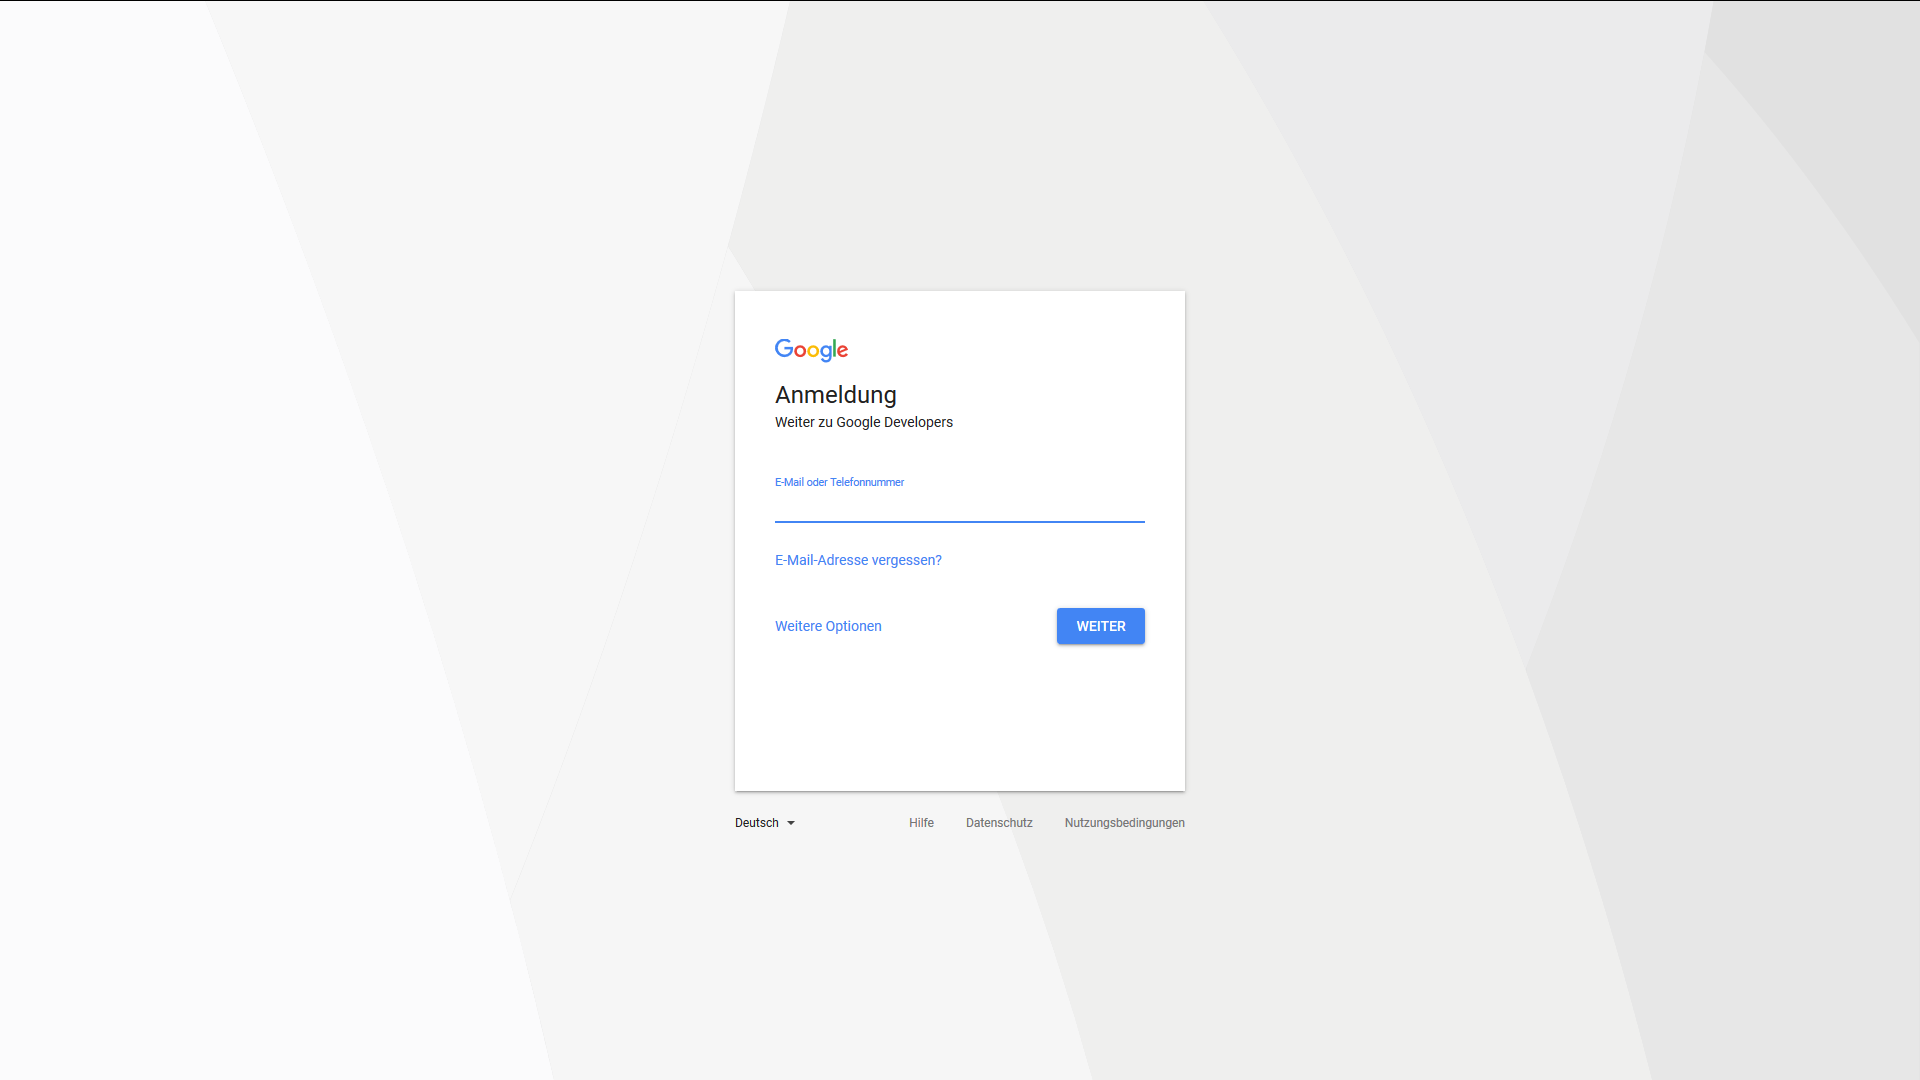 Google
Anmeldung
Weiter zu Google Developers
E-Mail oder Telefonnummer
E-Mail-Adresse vergessen?
Weitere Optionen
WEITER
Deutsch
Hilfe
Datenschutz
Nutzungsbedingungen